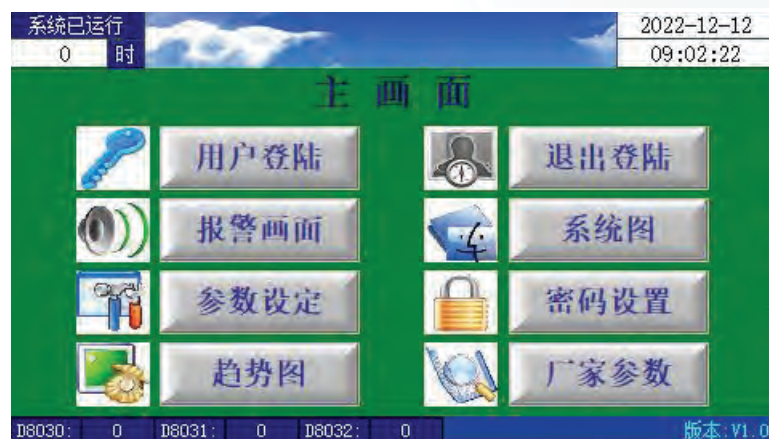 系统已运行
0 时
2022-12-12
09:02:22
主画面
用户登陆
退出登陆
报警画面
系统图
参数设定
密码设置
趋势图
厂家参数
D8030: 0 D8031: 0 D8032: 0 版本:V1.0